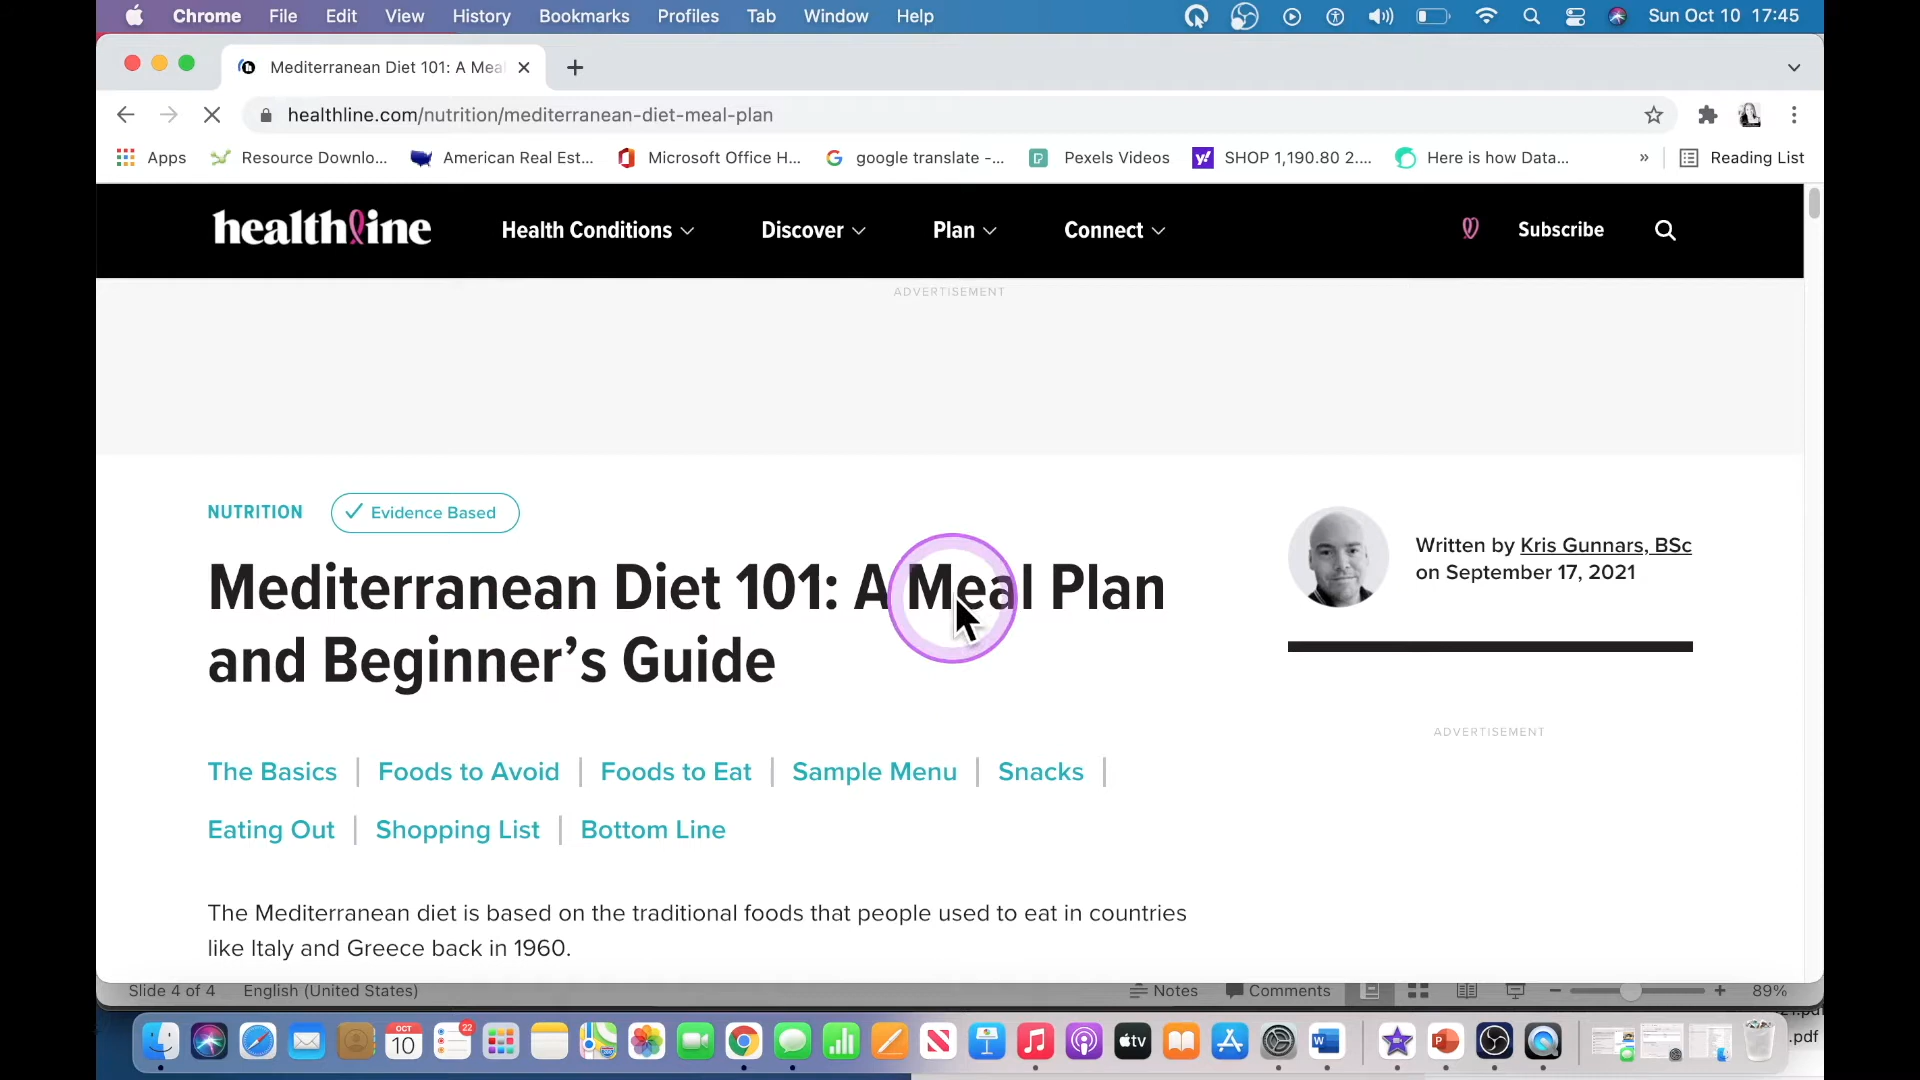 Chrome File Edit View History Bookmarks Profiles Tab Window Help Sun Oct 10 17:45
Mediterranean Diet 101: A Meal
healthline.com/nutrition/mediterranean-diet-meal-plan
Apps Resource Downlo... American Real Est... Microsoft Office H... google translate -... Pexels Videos SHOP 1,190.80 2.... Here is how Data... » Reading List
healthline Health Conditions Discover Plan Connect Subscribe
ADVERTISEMENT
NUTRITION Evidence Based
Mediterranean Diet 101: A Meal Plan
and Beginner’s Guide
Written by Kris Gunnars, BSc
on September 17, 2021
ADVERTISEMENT
The Basics | Foods to Avoid | Foods to Eat | Sample Menu | Snacks |
Eating Out | Shopping List | Bottom Line
The Mediterranean diet is based on the traditional foods that people used to eat in countries
like Italy and Greece back in 1960.
Slide 4 of 4 English (United States) Notes Comments 89%
OCT
10
22
tv
W
P
.pdf